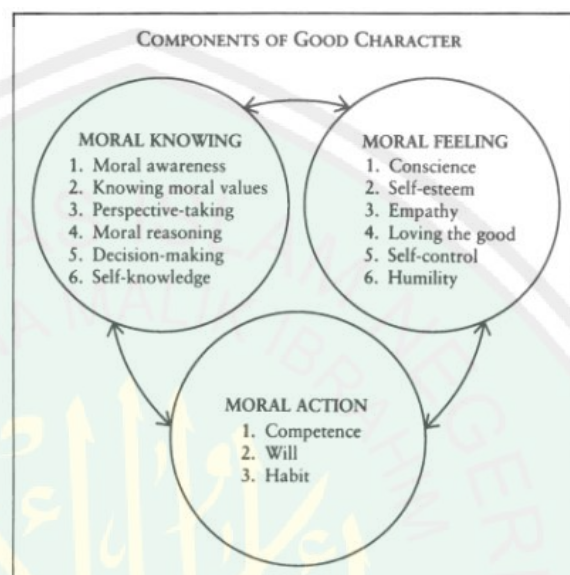 COMPONENTS OF GOOD CHARACTER
MORAL KNOWING
1. Moral awareness
2. Knowing moral values
3. Perspective-taking
4. Moral reasoning
5. Decision-making
6. Self-knowledge
MORAL FEELING
1. Conscience
2. Self-esteem
3. Empathy
4. Loving the good
5. Self-control
6. Humility
MORAL ACTION
1. Competence
2. Will
3. Habit